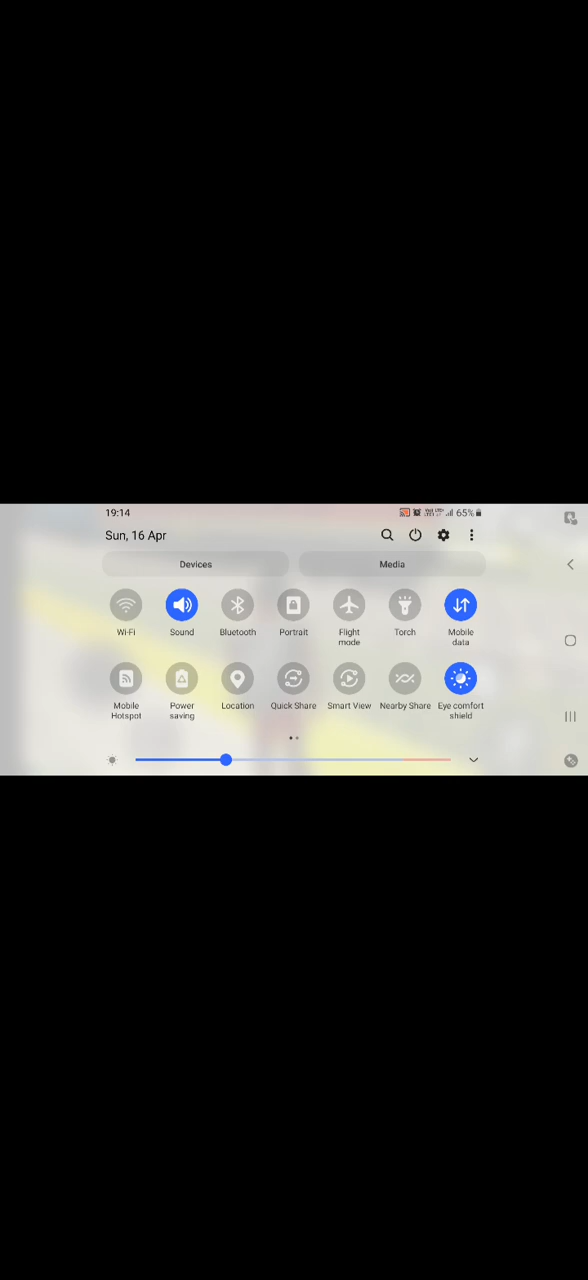 19:14
65%
Sun, 16 Apr
Devices
Media
Wi-Fi
Sound
Bluetooth
Portrait
Flight
mode
Torch
Mobile
data
Mobile
Hotspot
Power
saving
Location
Quick Share
Smart View
Nearby Share
Eye comfort
shield